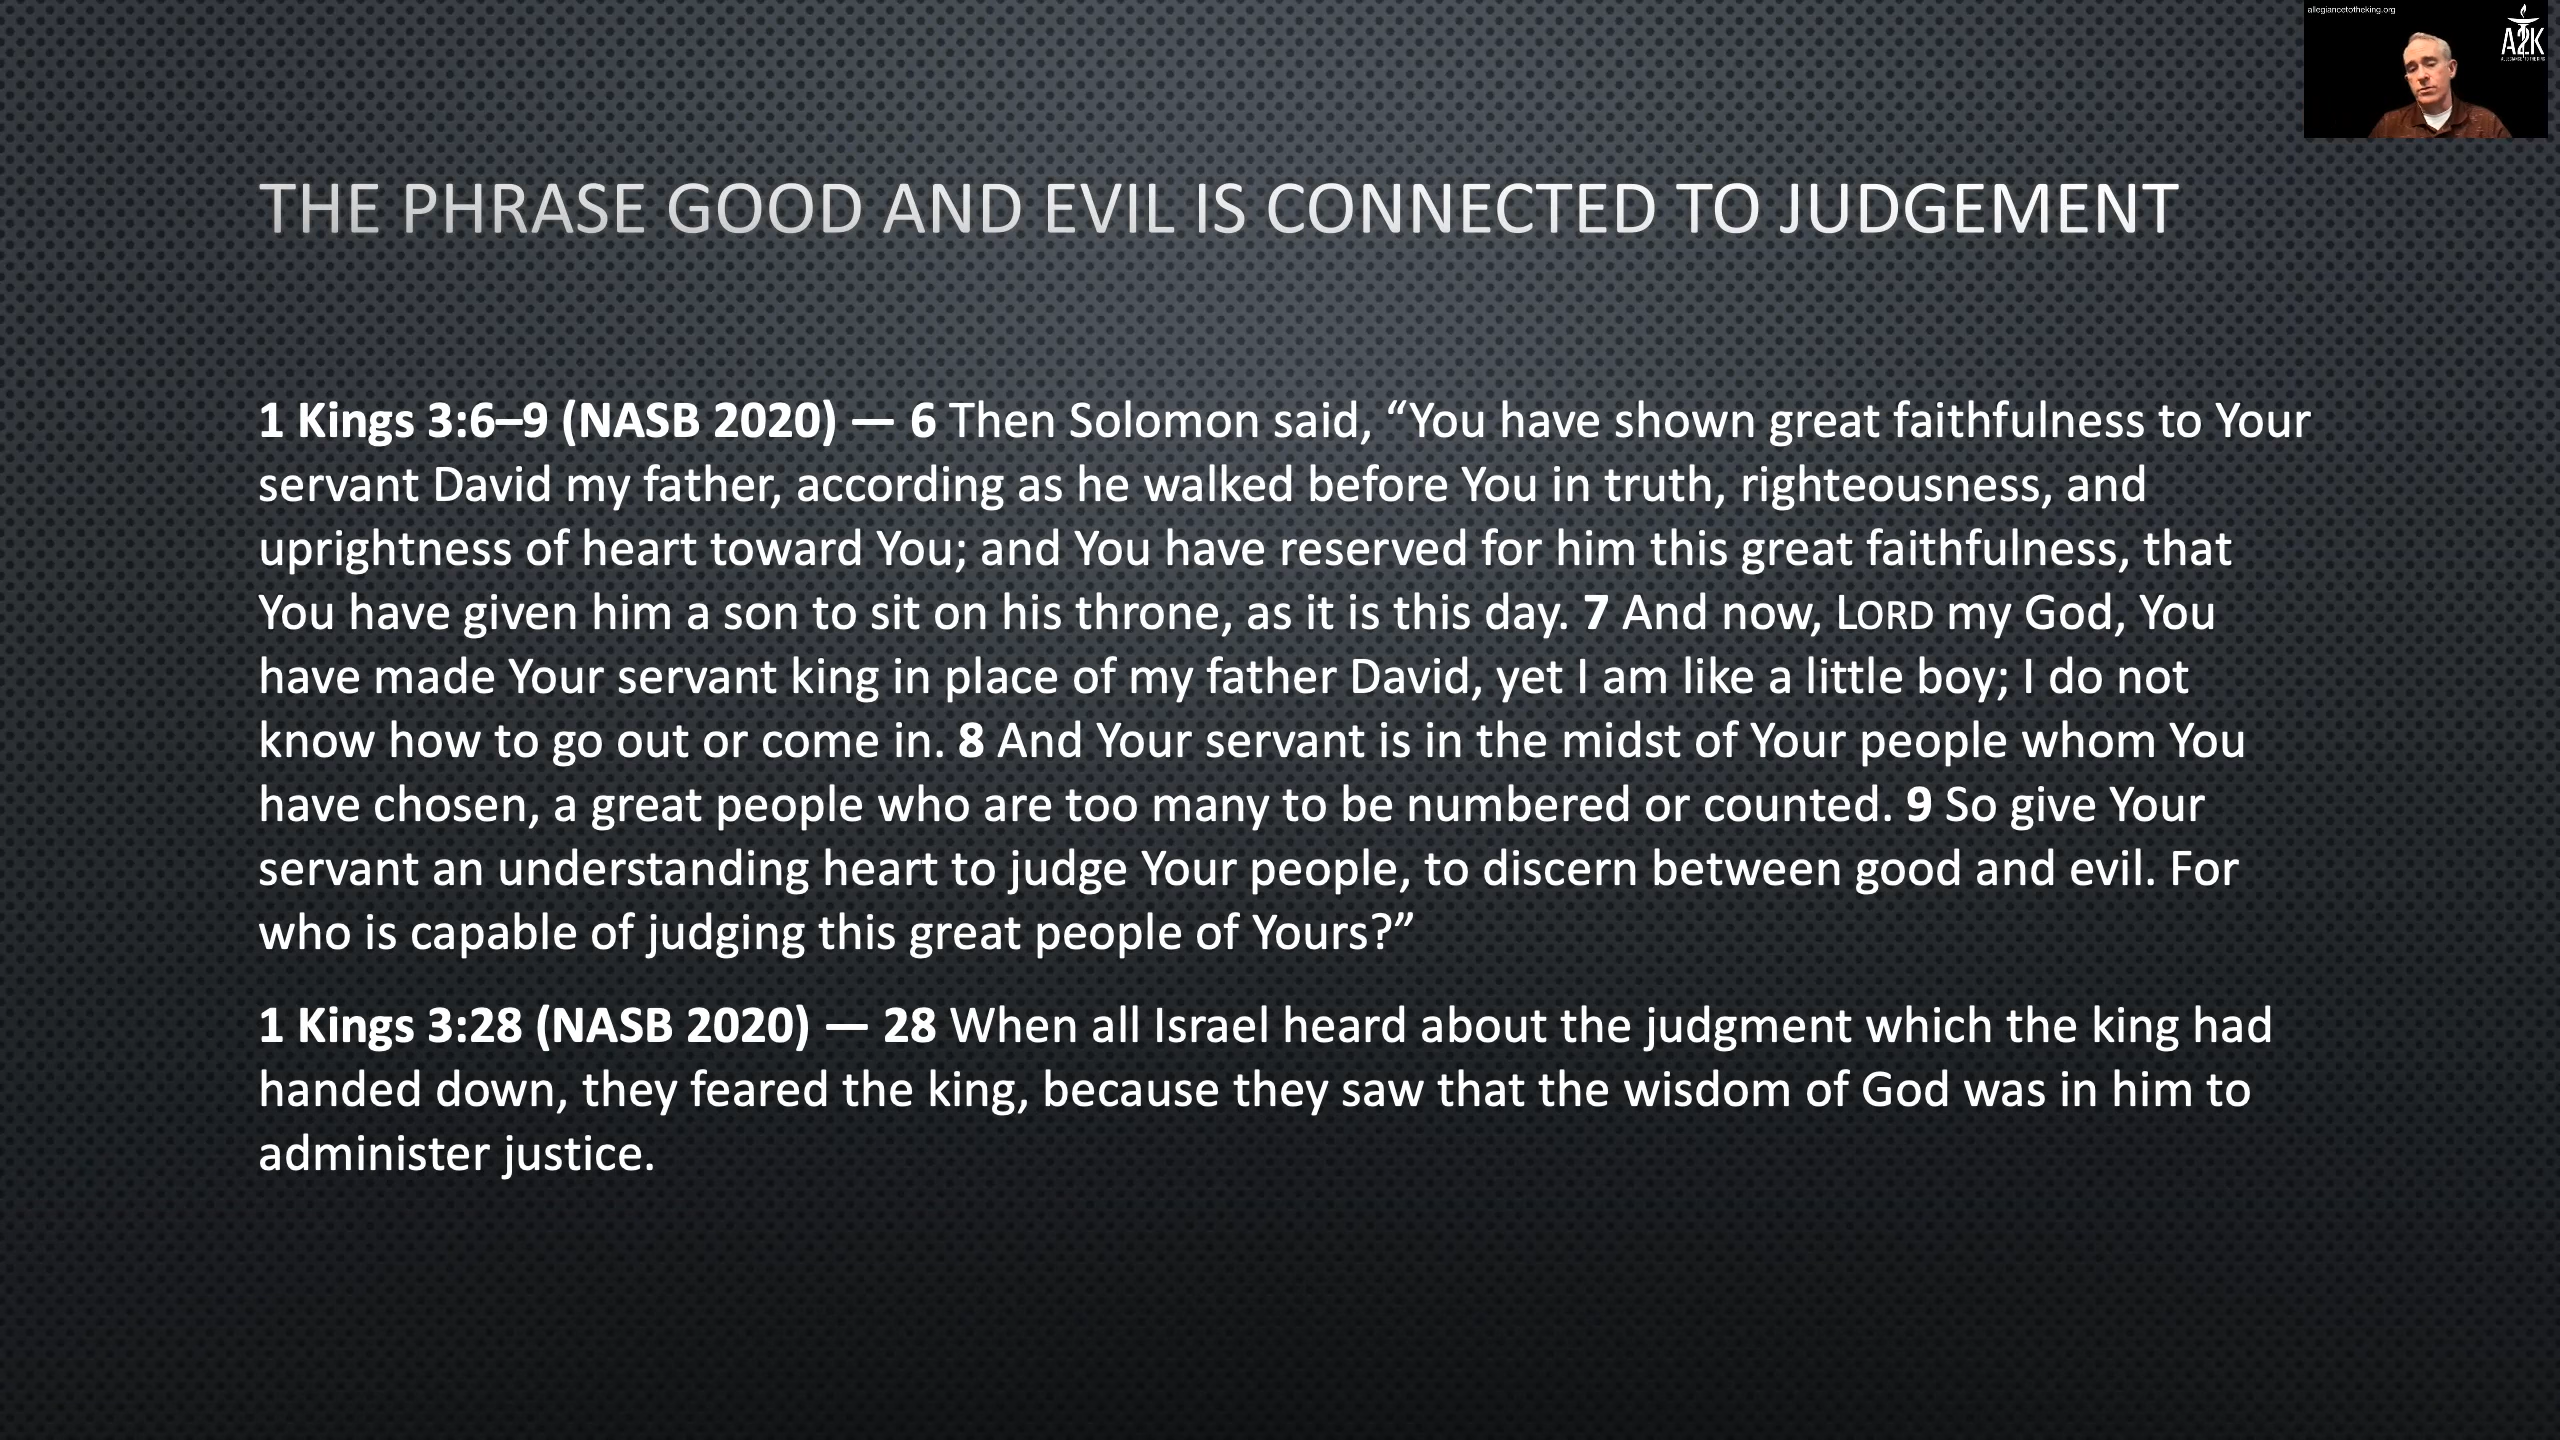 allegiancetotheking.org
A2K
THE PHRASE GOOD AND EVIL IS CONNECTED TO JUDGEMENT
1 Kings 3:6–9 (NASB 2020) — 6 Then Solomon said, “You have shown great faithfulness to Your
servant David my father, according as he walked before You in truth, righteousness, and
uprightness of heart toward You; and You have reserved for him this great faithfulness, that
You have given him a son to sit on his throne, as it is this day. 7 And now, LORD my God, You
have made Your servant king in place of my father David, yet I am like a little boy; I do not
know how to go out or come in. 8 And Your servant is in the midst of Your people whom You
have chosen, a great people who are too many to be numbered or counted. 9 So give Your
servant an understanding heart to judge Your people, to discern between good and evil. For
who is capable of judging this great people of Yours?”
1 Kings 3:28 (NASB 2020) — 28 When all Israel heard about the judgment which the king had
handed down, they feared the king, because they saw that the wisdom of God was in him to
administer justice.